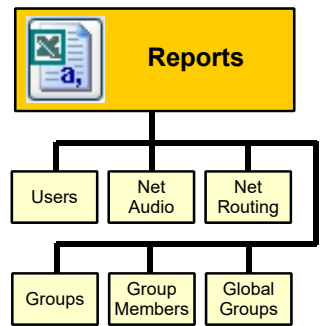 a,
Reports
Users
Net
Audio
Net
Routing
Groups
Group
Members
Global
Groups